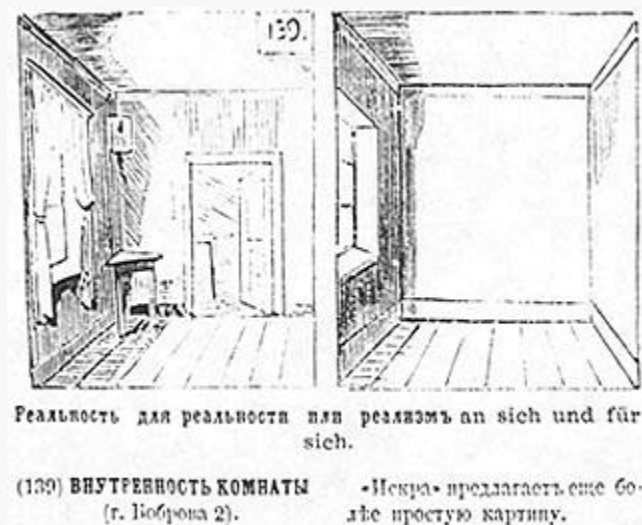 139.
Реальность для реальности или реализмъ an sich und für
sich.
(139) ВНУТРЕННОСТЬ КОМНАТЫ
(г. Боброва 2).
«Искра» предлагаетъ еще бо-
лѣе простую картину.